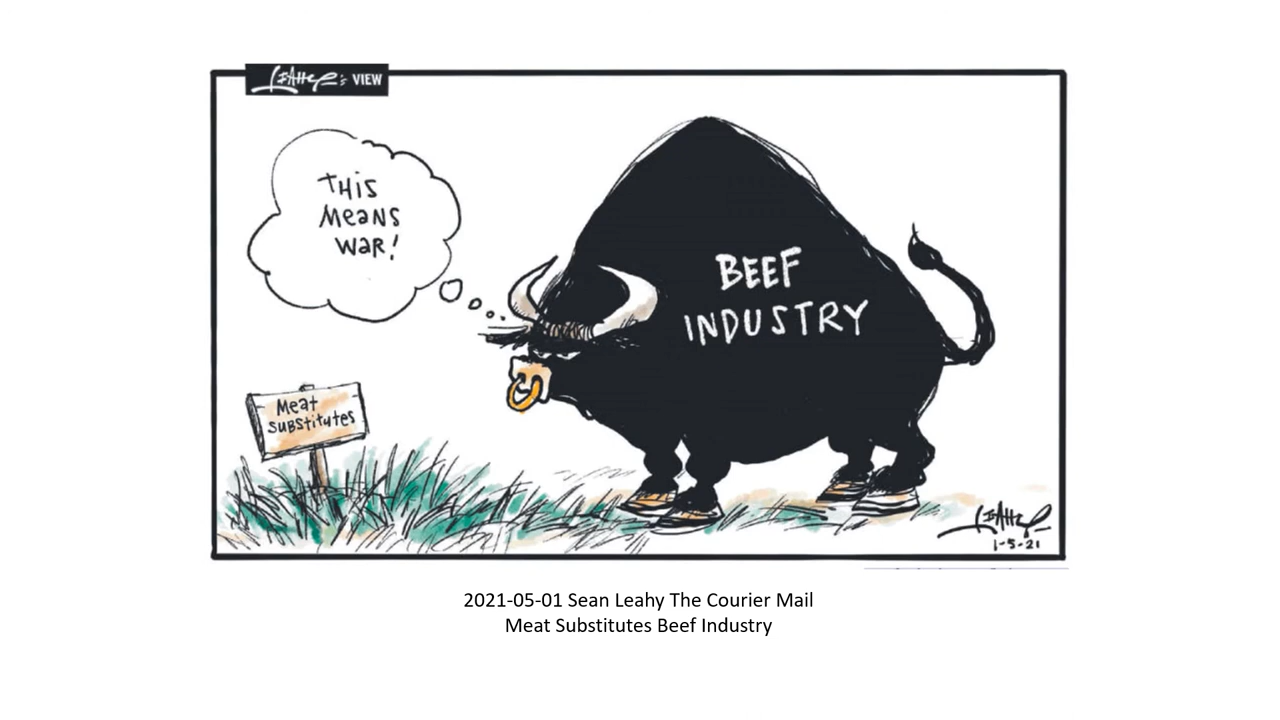 LEAHY's VIEW
THIS
MEANS
WAR!
BEEF
INDUSTRY
Meat
SUBSTITUTES
LEAHY
1-5-21
2021-05-01 Sean Leahy The Courier Mail
Meat Substitutes Beef Industry